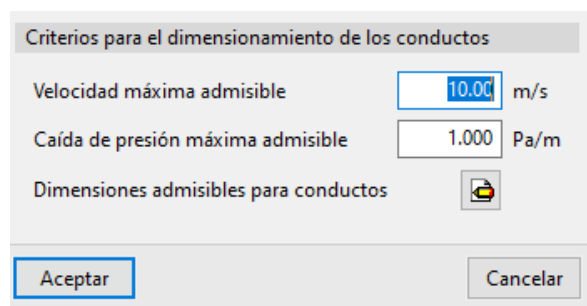 Criterios para el dimensionamiento de los conductos
Velocidad máxima admisible 10.00 m/s
Caída de presión máxima admisible 1.000 Pa/m
Dimensiones admisibles para conductos
Aceptar Cancelar